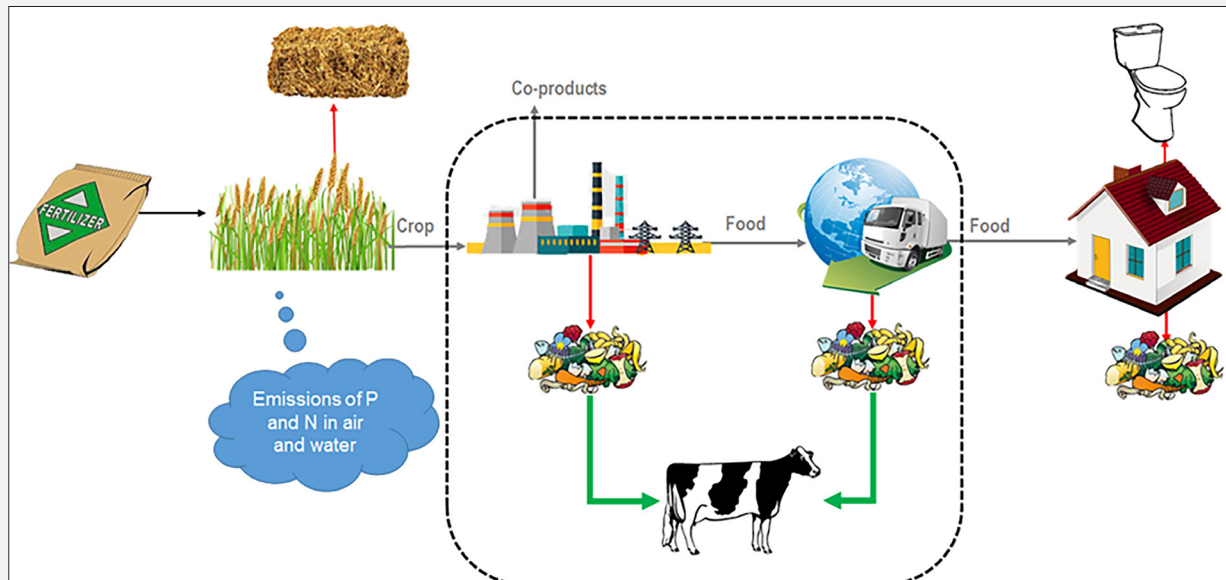 Co-products
FERTILIZER
Crop
Food
Food
Emissions of P
and N in air
and water